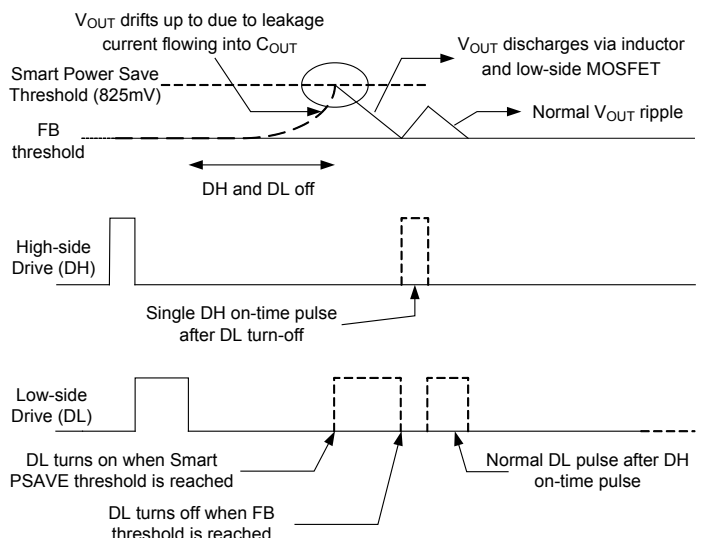 VOUT drifts up to due to leakage
current flowing into COUT
VOUT discharges via inductor
and low-side MOSFET
Smart Power Save
Threshold (825mV)
Normal VOUT ripple
FB
threshold
DH and DL off
High-side
Drive (DH)
Single DH on-time pulse
after DL turn-off
Low-side
Drive (DL)
DL turns on when Smart
PSAVE threshold is reached
Normal DL pulse after DH
on-time pulse
DL turns off when FB
threshold is reached